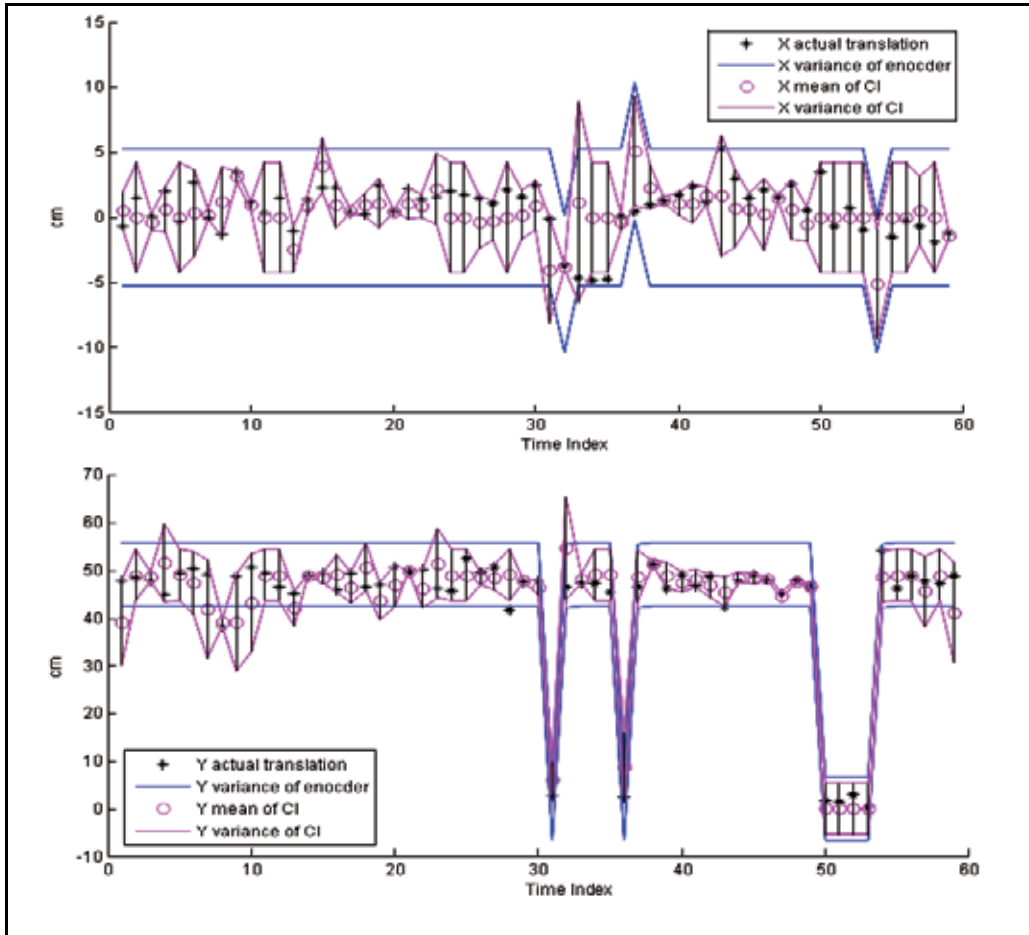 15
10
5
0
-5
-10
-15
cm
X actual translation
X variance of enocder
X mean of CI
X variance of CI
0 10 20 30 40 50 60
Time Index
70
60
50
40
30
20
10
0
-10
cm
Y actual translation
Y variance of enocder
Y mean of CI
Y variance of CI
0 10 20 30 40 50 60
Time Index